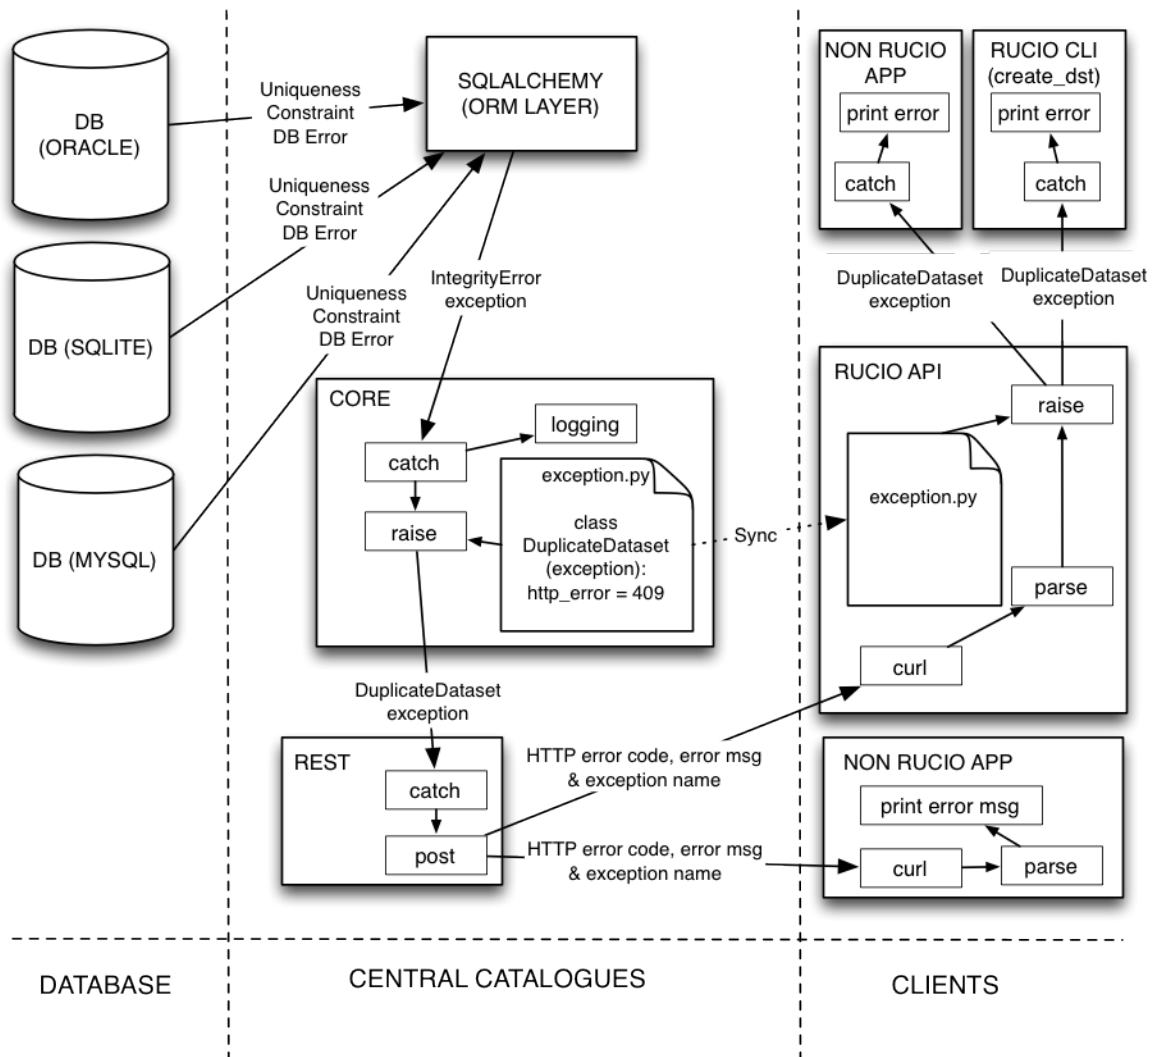 DB
(ORACLE)
DB (SQLITE)
DB (MYSQL)
Uniqueness
Constraint
DB Error
Uniqueness
Constraint
DB Error
Uniqueness
Constraint
DB Error
SQLALCHEMY
(ORM LAYER)
IntegrityError
exception
CORE
logging
catch
raise
exception.py
class
DuplicateDataset
(exception):
http_error = 409
Sync
DuplicateDataset
exception
REST
catch
post
HTTP error code, error msg
& exception name
HTTP error code, error msg
& exception name
NON RUCIO
APP
print error
catch
RUCIO CLI
(create_dst)
print error
catch
DuplicateDataset
exception
DuplicateDataset
exception
RUCIO API
raise
exception.py
parse
curl
NON RUCIO APP
print error msg
curl
parse
DATABASE
CENTRAL CATALOGUES
CLIENTS